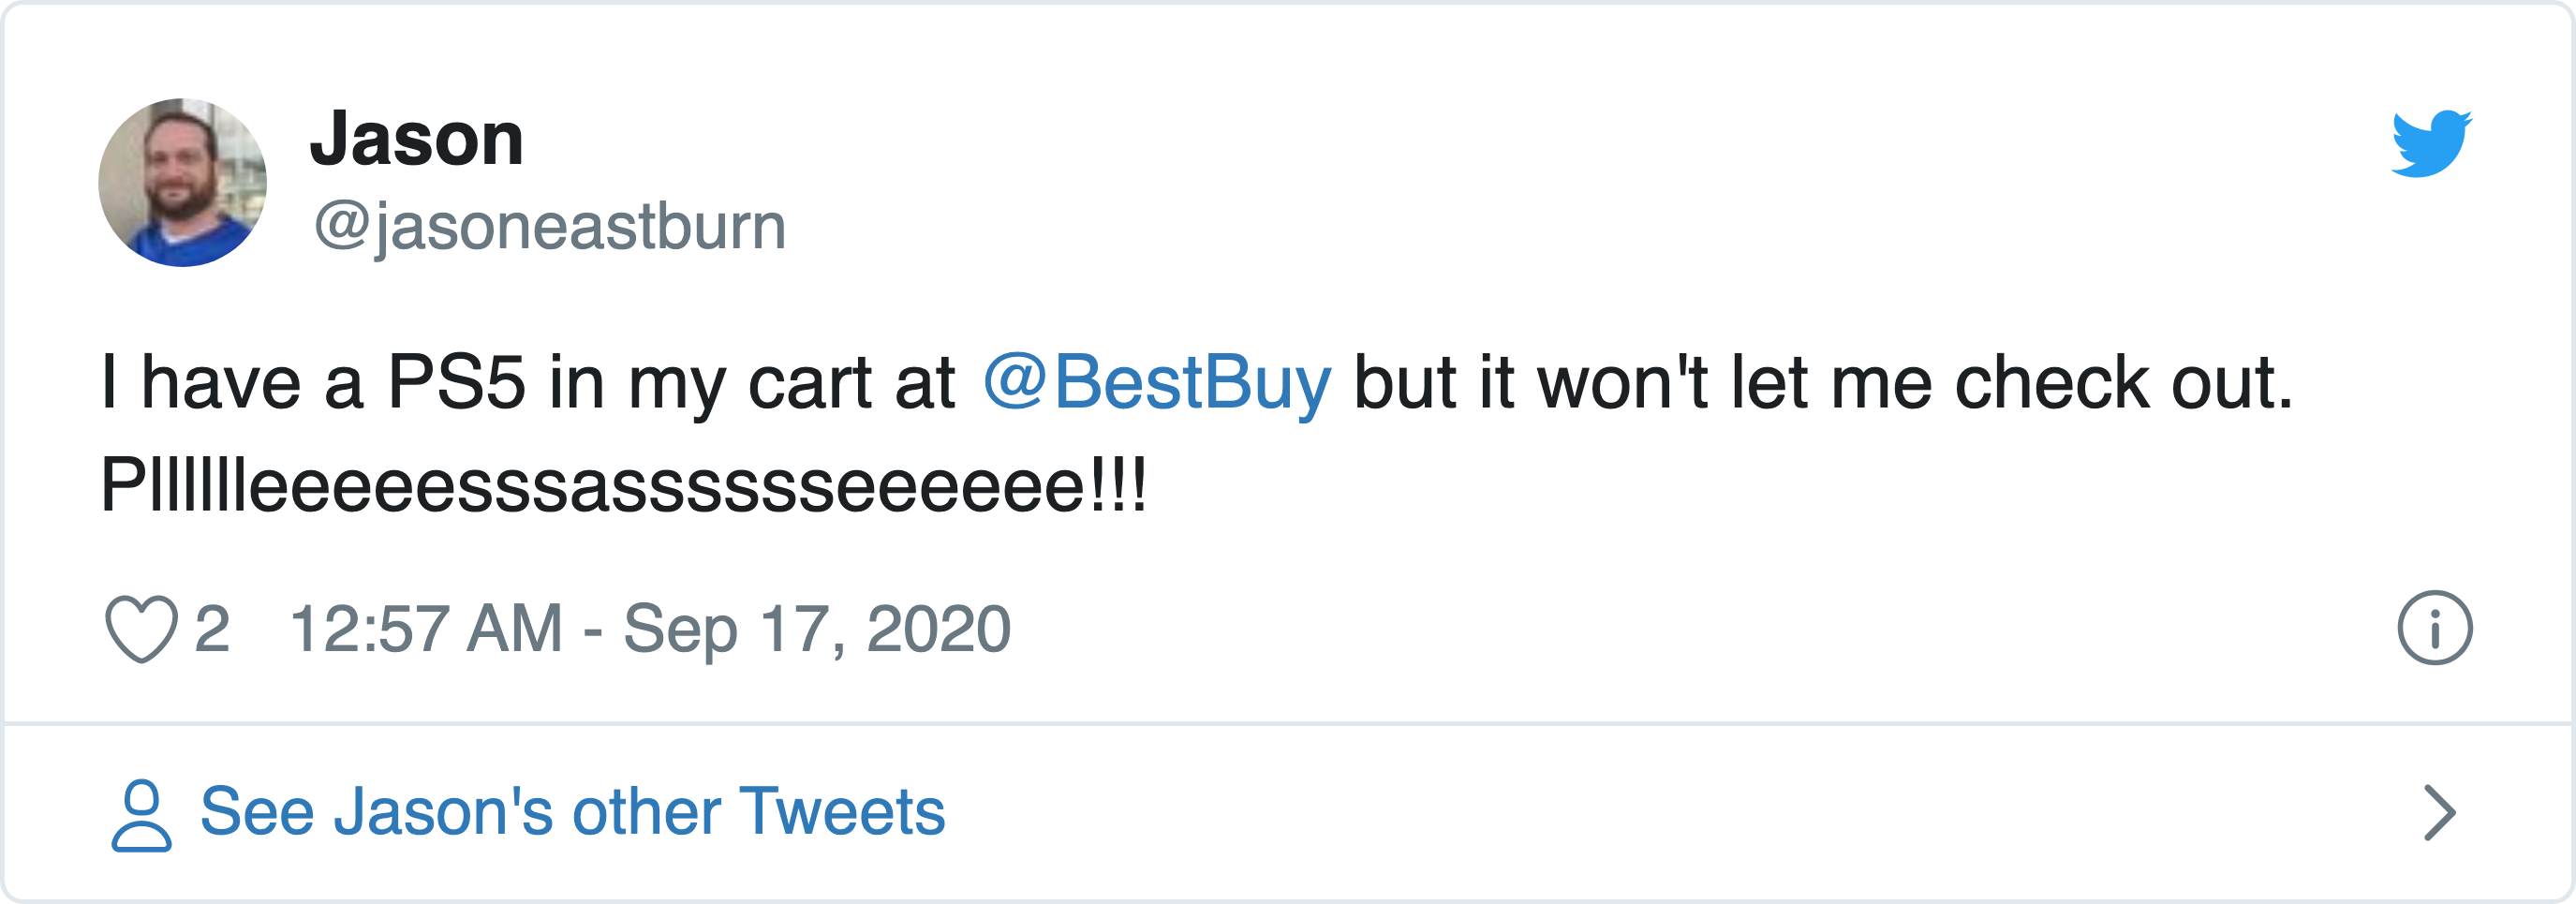 Jason
@jasoneastburn
I have a PS5 in my cart at @BestBuy but it won't let me check out.
Plllllleeeeeesssasssssseeeeee!!!
2 12:57 AM - Sep 17, 2020
See Jason's other Tweets